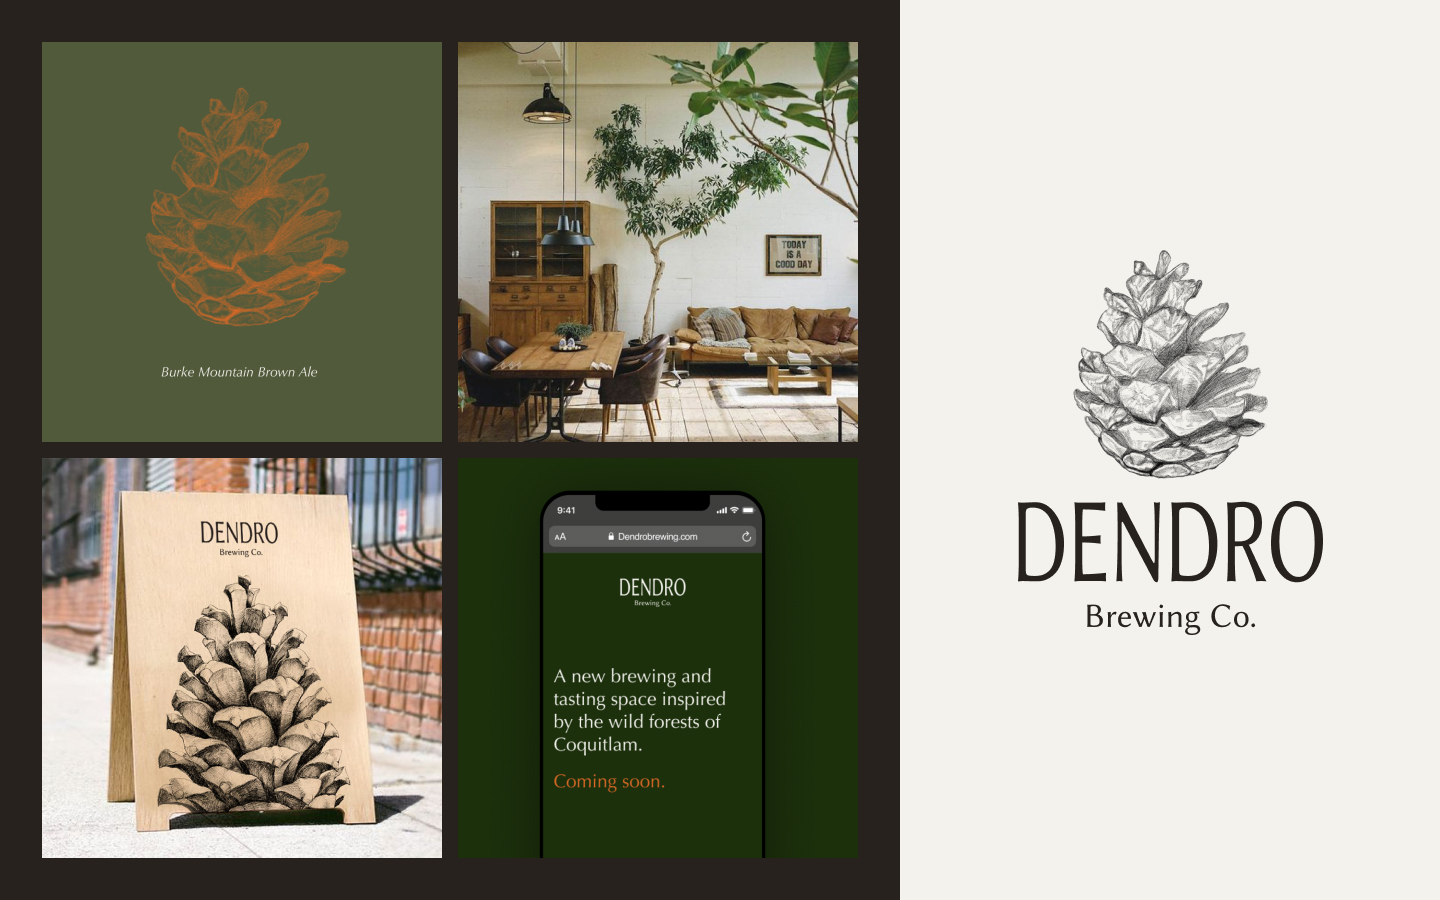 Burke Mountain Brown Ale
TODAY
IS A
GOOD DAY
DENDRO
Brewing Co.
9:41
AA
Dendrobrewing.com
DENDRO
Brewing Co.
A new brewing and
tasting space inspired
by the wild forests of
Coquitlam.
Coming soon.
DENDRO
Brewing Co.